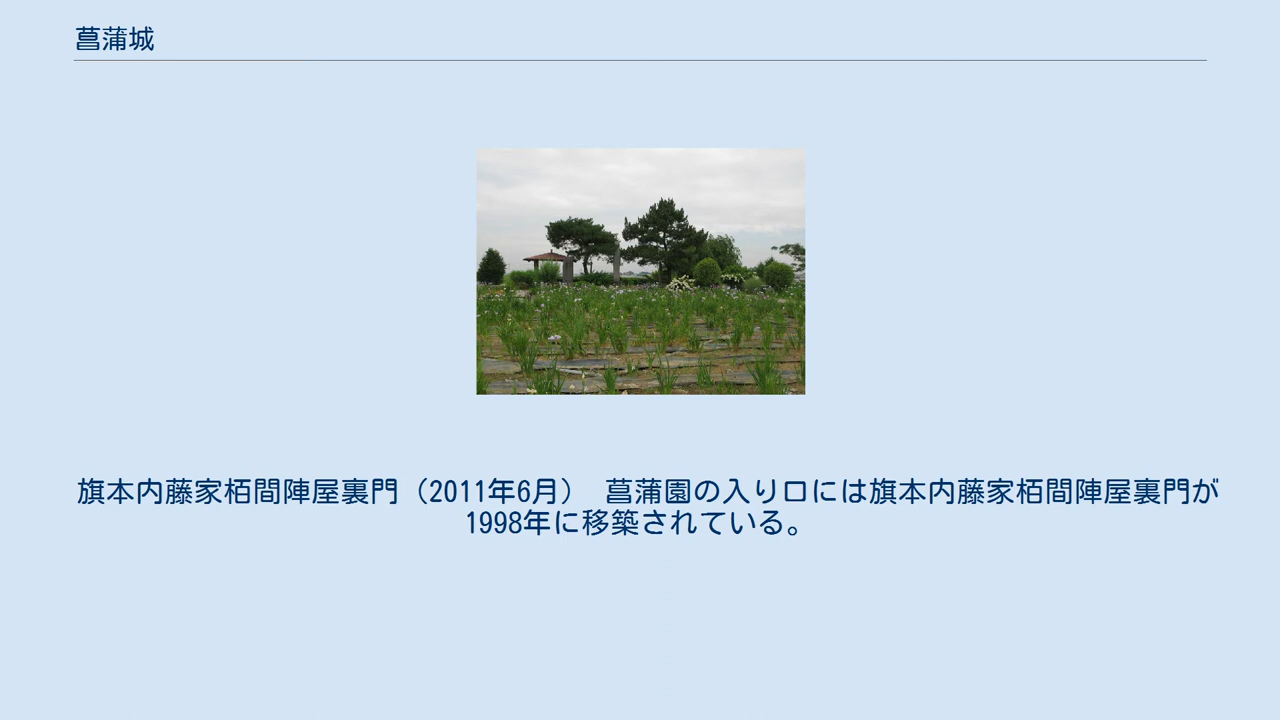 菖蒲城
旗本内藤家栢間陣屋裏門（2011年6月） 菖蒲園の入り口には旗本内藤家栢間陣屋裏門が
1998年に移築されている。